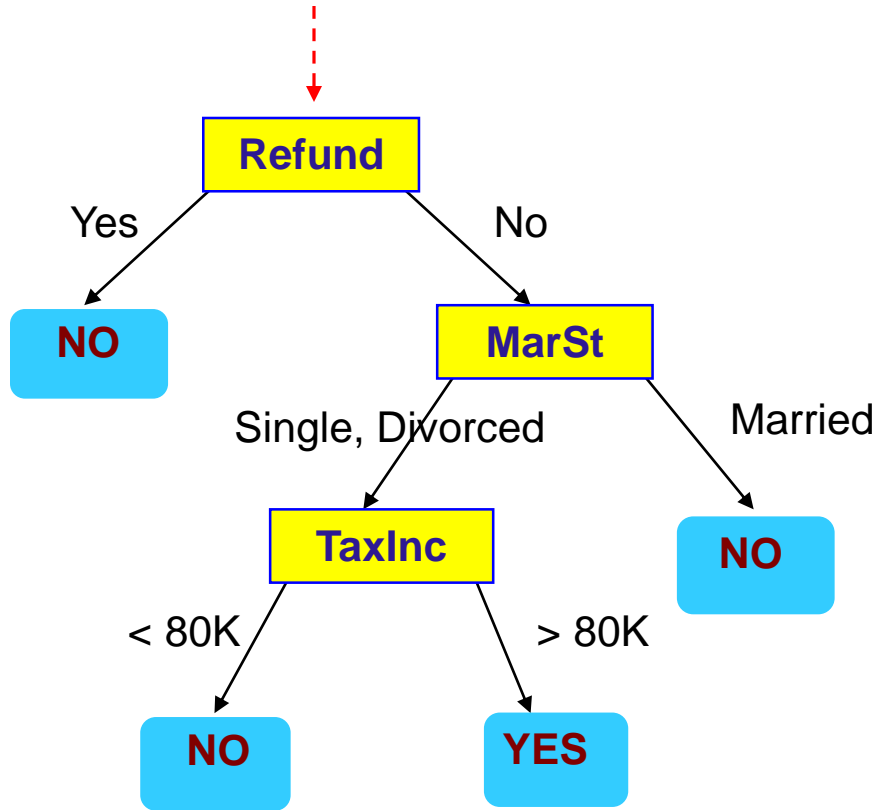 Refund
Yes
No
NO
MarSt
Single, Divorced
Married
TaxInc
NO
< 80K
> 80K
NO
YES